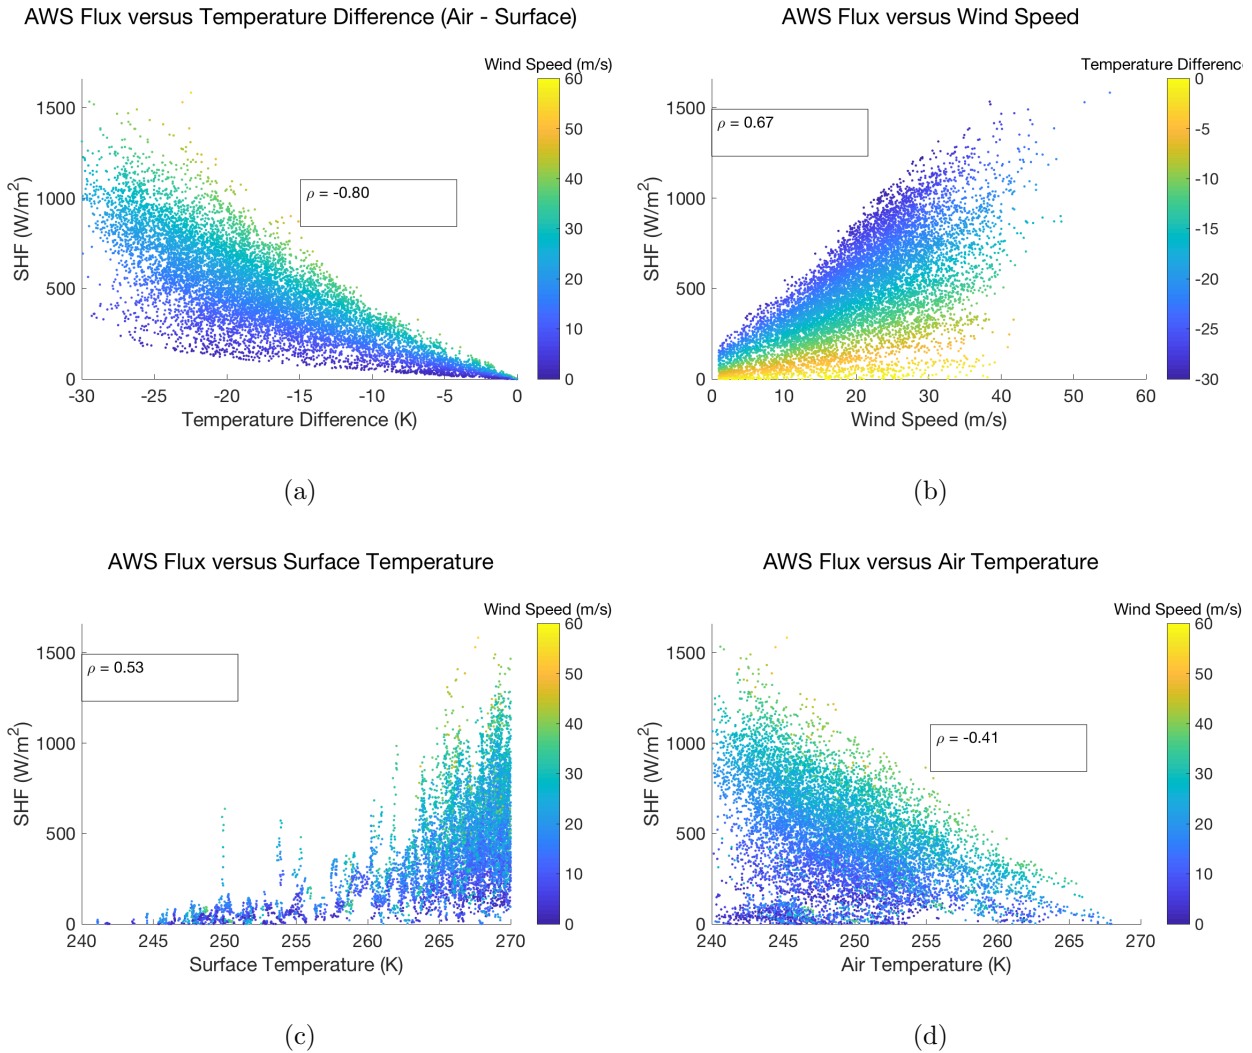 AWS Flux versus Temperature Difference (Air - Surface)
Wind Speed (m/s)
ρ = -0.80
SHF (W/m²)
1500
1000
500
0
-30 -25 -20 -15 -10 -5 0
Temperature Difference (K)
60
50
40
30
20
10
0
(a)
AWS Flux versus Wind Speed
Temperature Difference
ρ = 0.67
SHF (W/m²)
1500
1000
500
0
0 10 20 30 40 50 60
Wind Speed (m/s)
0
-5
-10
-15
-20
-25
-30
(b)
AWS Flux versus Surface Temperature
Wind Speed (m/s)
ρ = 0.53
SHF (W/m²)
1500
1000
500
0
240 245 250 255 260 265 270
Surface Temperature (K)
60
50
40
30
20
10
0
(c)
AWS Flux versus Air Temperature
Wind Speed (m/s)
ρ = -0.41
SHF (W/m²)
1500
1000
500
0
240 245 250 255 260 265 270
Air Temperature (K)
60
50
40
30
20
10
0
(d)